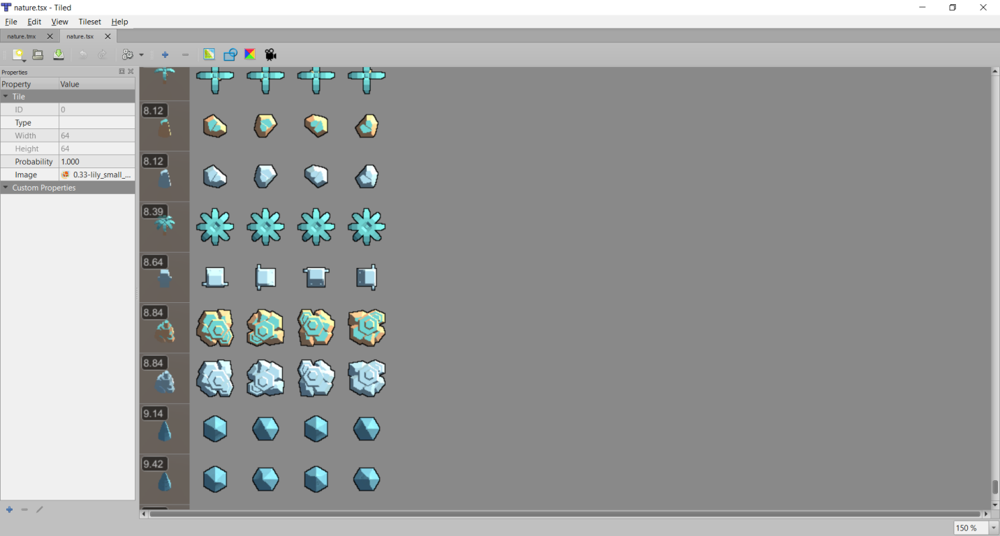 nature.tsx - Tiled
File Edit View Tileset Help
nature.tmx
nature.tsx
Properties
Property Value
Tile
ID 0
Type
Width 64
Height 64
Probability 1.000
Image 0.33-lily_small_...
Custom Properties
8.12
8.12
8.39
8.64
8.84
8.84
9.14
9.42
150 %